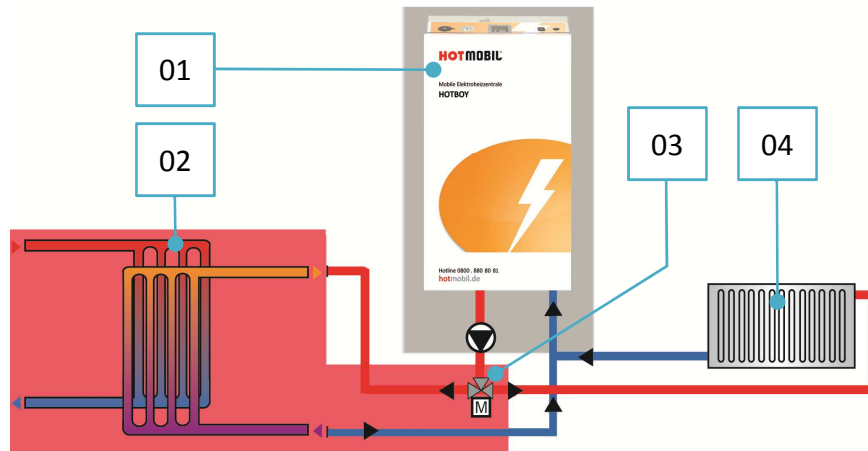 01
HOTMOBIL
Mobile Elektroheizzentrale
HOTBOY
02
03
04
Hotline 0800 . 880 80 81
hotmobil.de
M